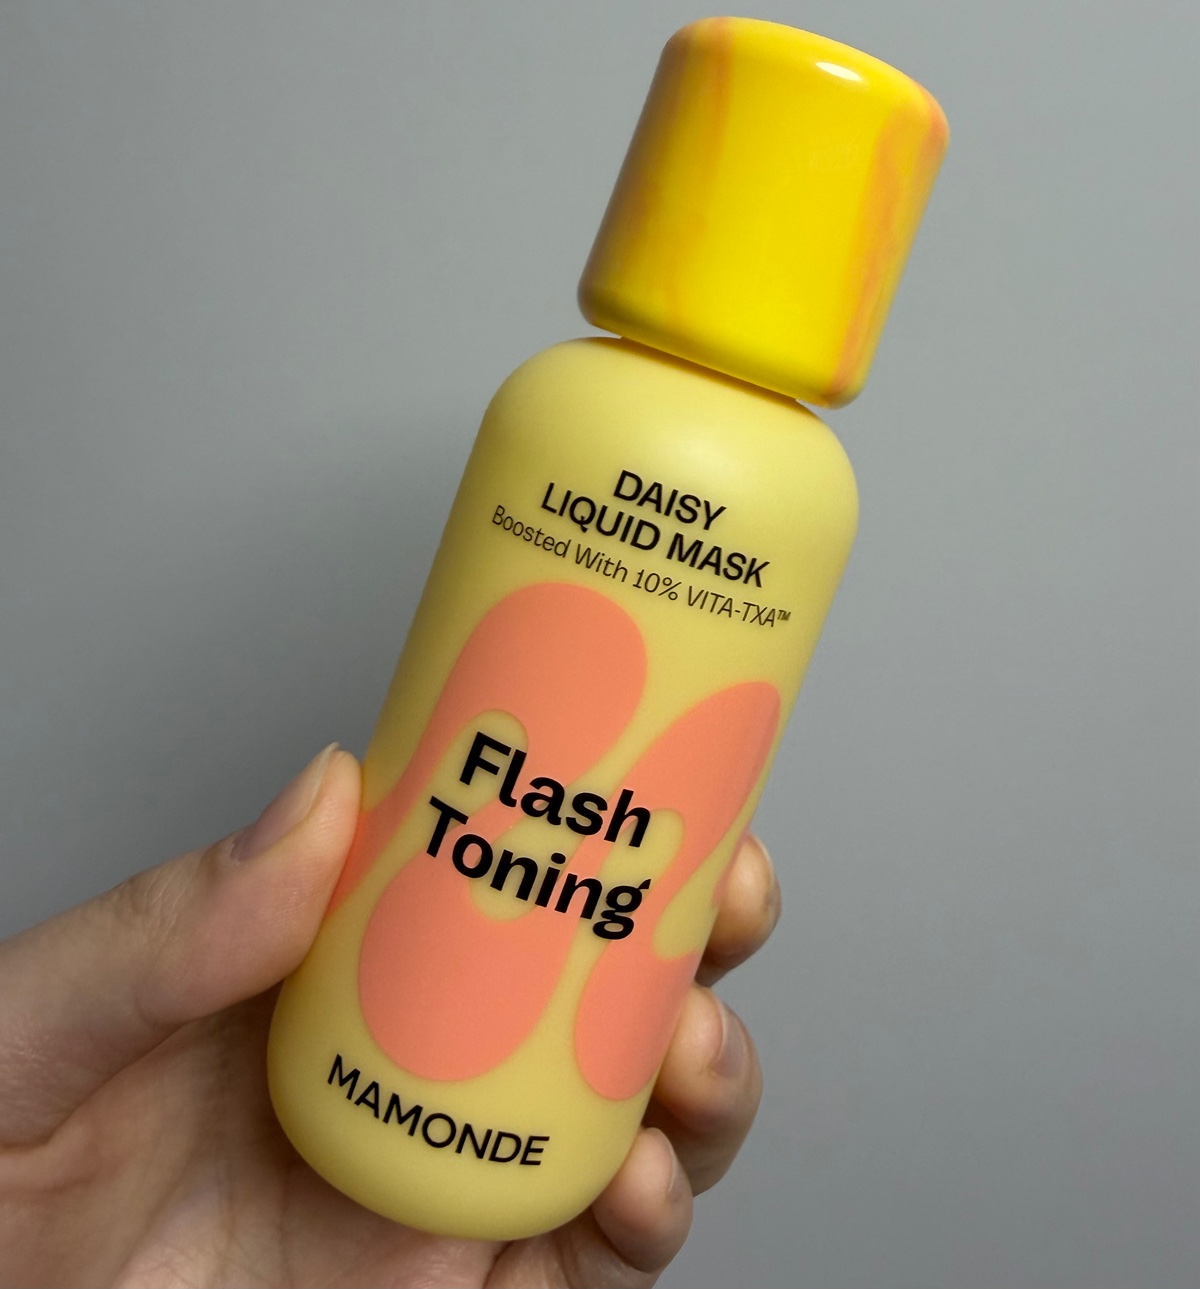 DAISY
LIQUID MASK
Boosted With 10% VITA-TXA™
Flash
Toning
MAMONDE